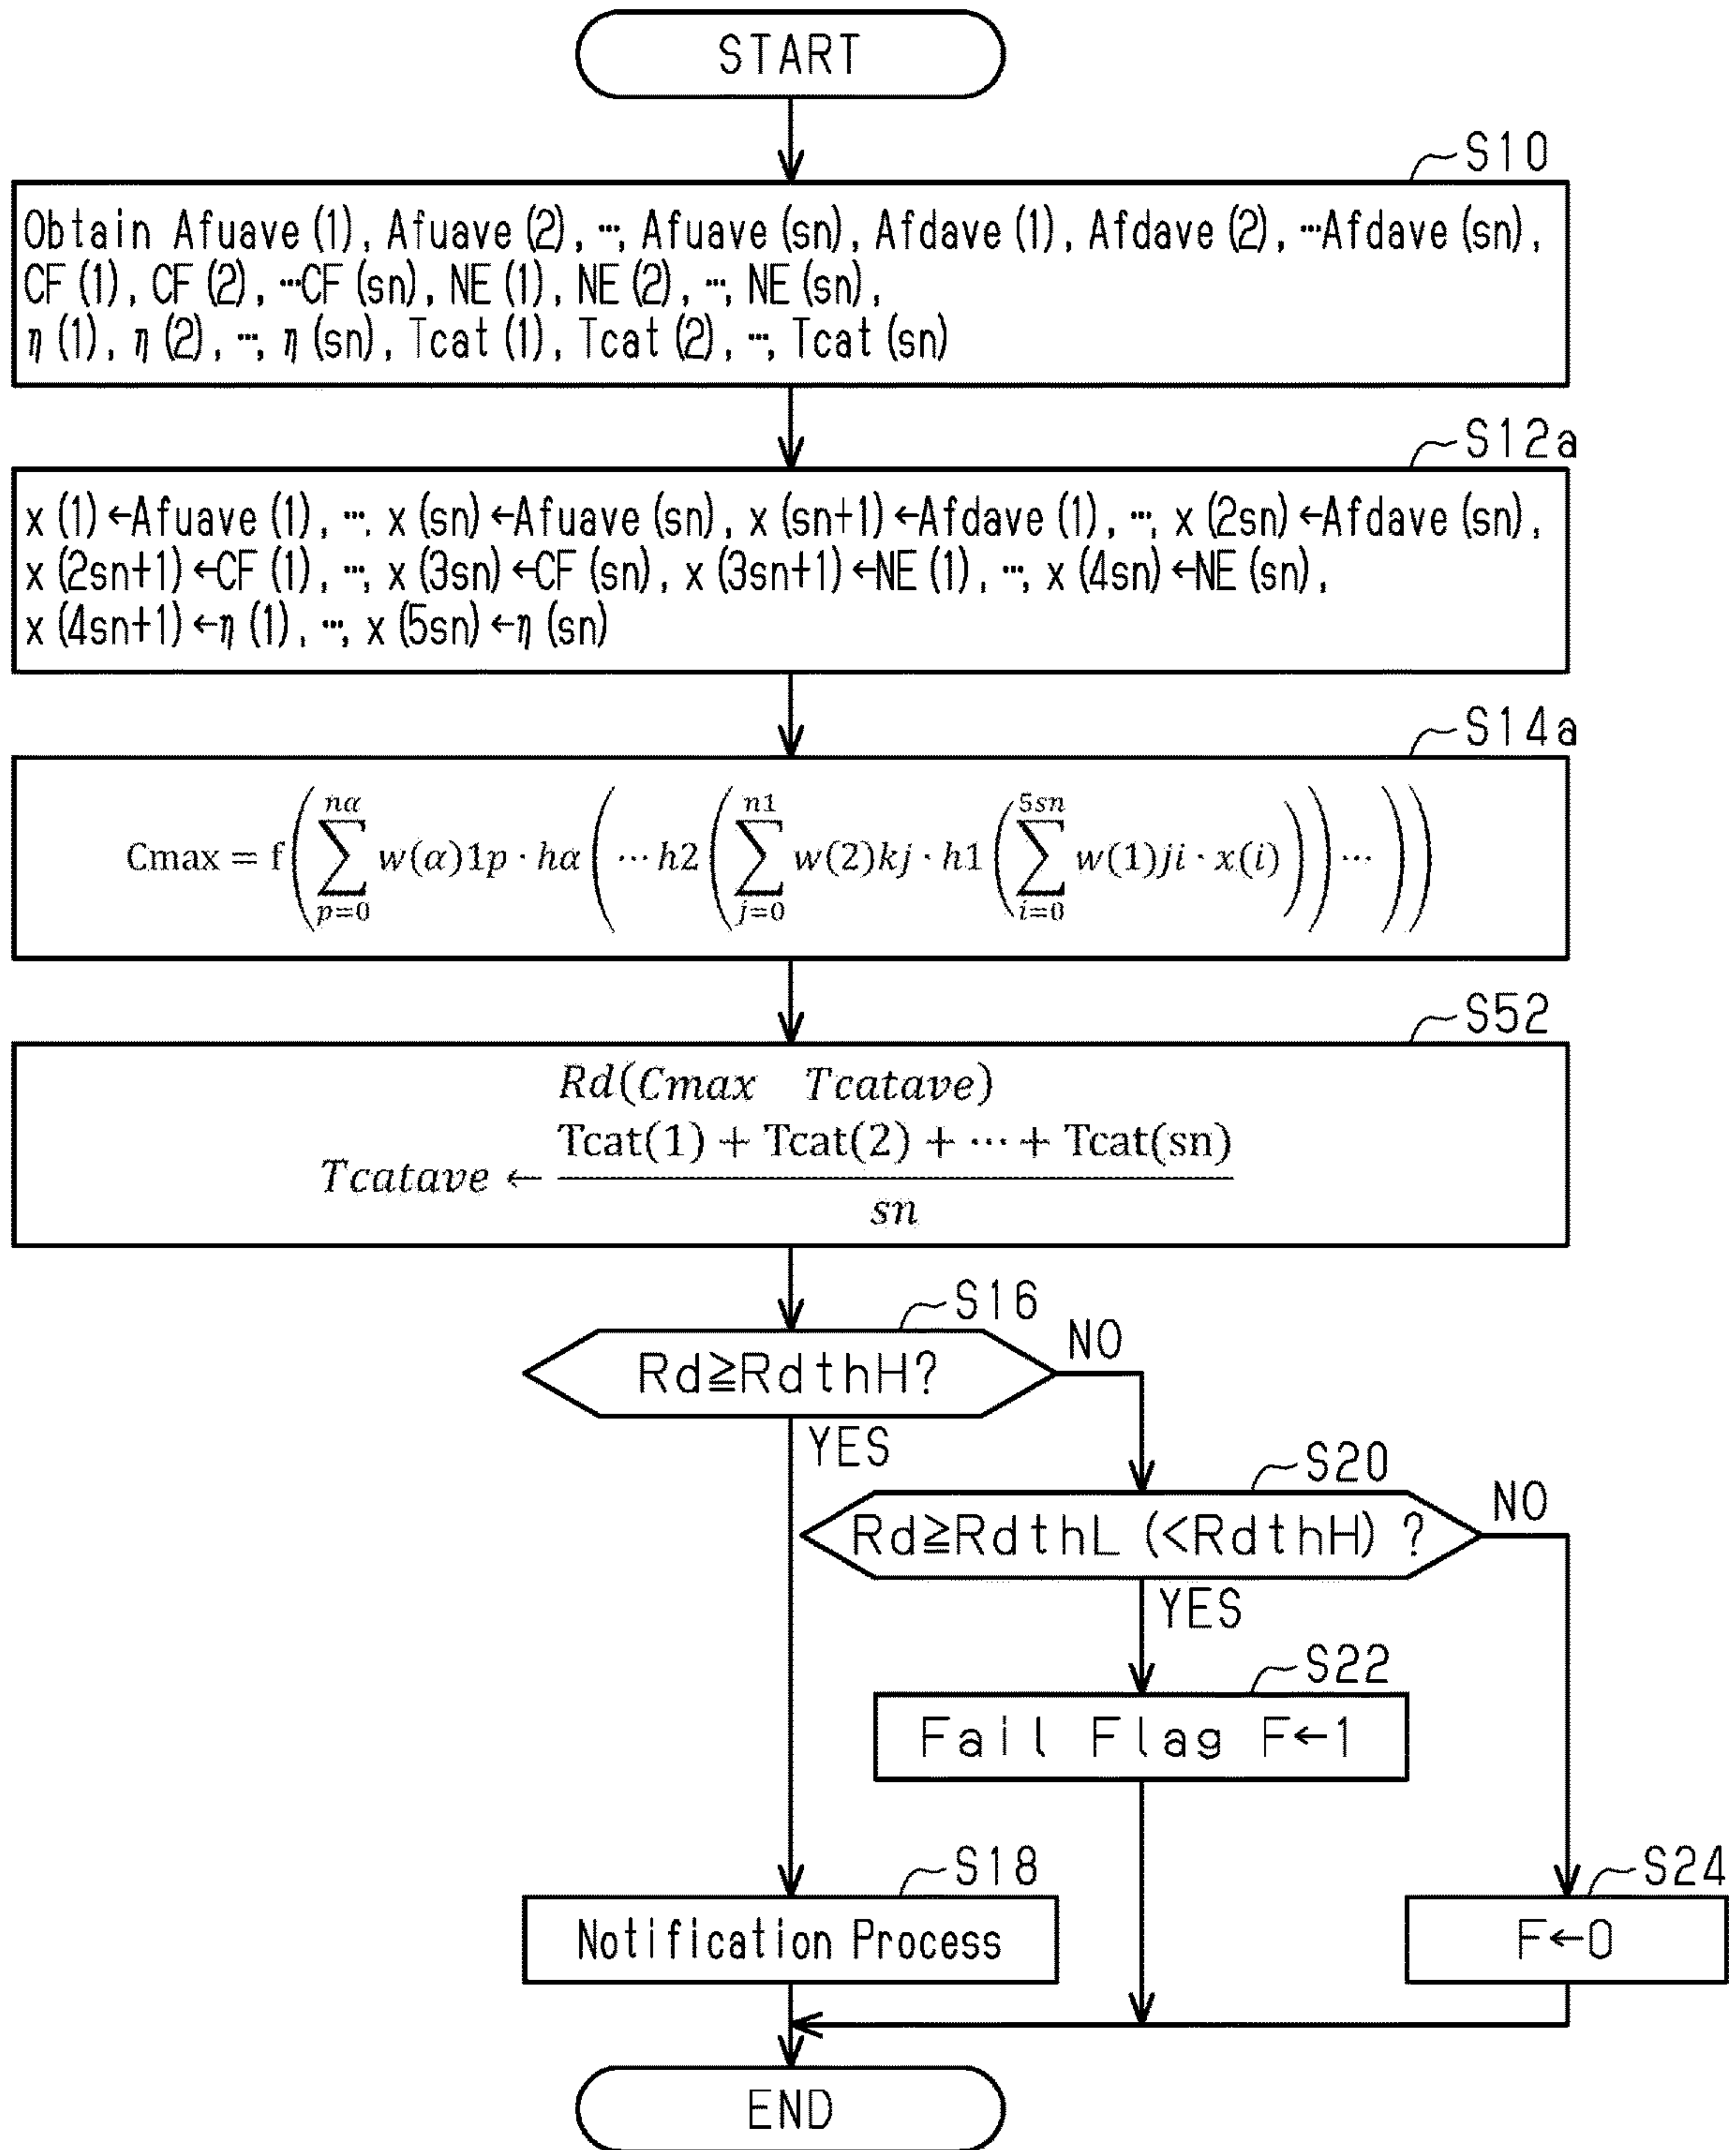 START
S10
Obtain Afuave (1), Afuave (2), ···, Afuave (sn), Afdave (1), Afdave (2), ···Afdave (sn),
CF (1), CF (2), ···CF (sn), NE (1), NE (2), ···, NE (sn),
η (1), η (2), ···, η (sn), Tcat (1), Tcat (2), ···, Tcat (sn)
S12a
x (1) ←Afuave (1), ···. x (sn) ←Afuave (sn), x (sn+1) ←Afdave (1), ···, x (2sn) ←Afdave (sn),
x (2sn+1) ←CF (1), ···, x (3sn) ←CF (sn), x (3sn+1) ←NE (1), ···, x (4sn) ←NE (sn),
x (4sn+1) ←η (1), ···, x (5sn) ←η (sn)
S14a
Cmax = f(∑_{p=0}^{nα} w(α)1p · hα(··· h2(∑_{j=0}^{n1} w(2)kj · h1(∑_{i=0}^{5sn} w(1)ji · x(i)))···))
S52
Rd(Cmax Tcatave)
Tcat(1) + Tcat(2) + ··· + Tcat(sn)
Tcatave ←
sn
S16
Rd≧RdthH?
NO
YES
S20
Rd≧RdthL (<RdthH) ?
NO
YES
S22
Fail Flag F←1
S18
Notification Process
S24
F←0
END